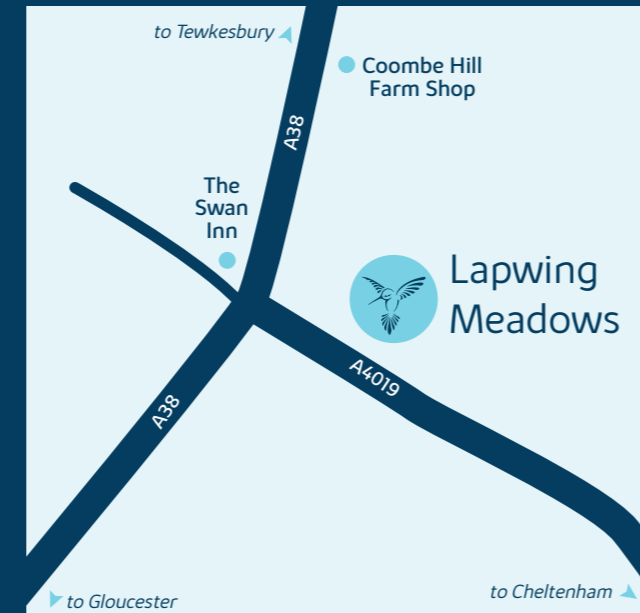 to Tewkesbury
Coombe Hill
Farm Shop
A38
The
Swan
Inn
Lapwing
Meadows
A4019
A38
to Cheltenham
to Gloucester